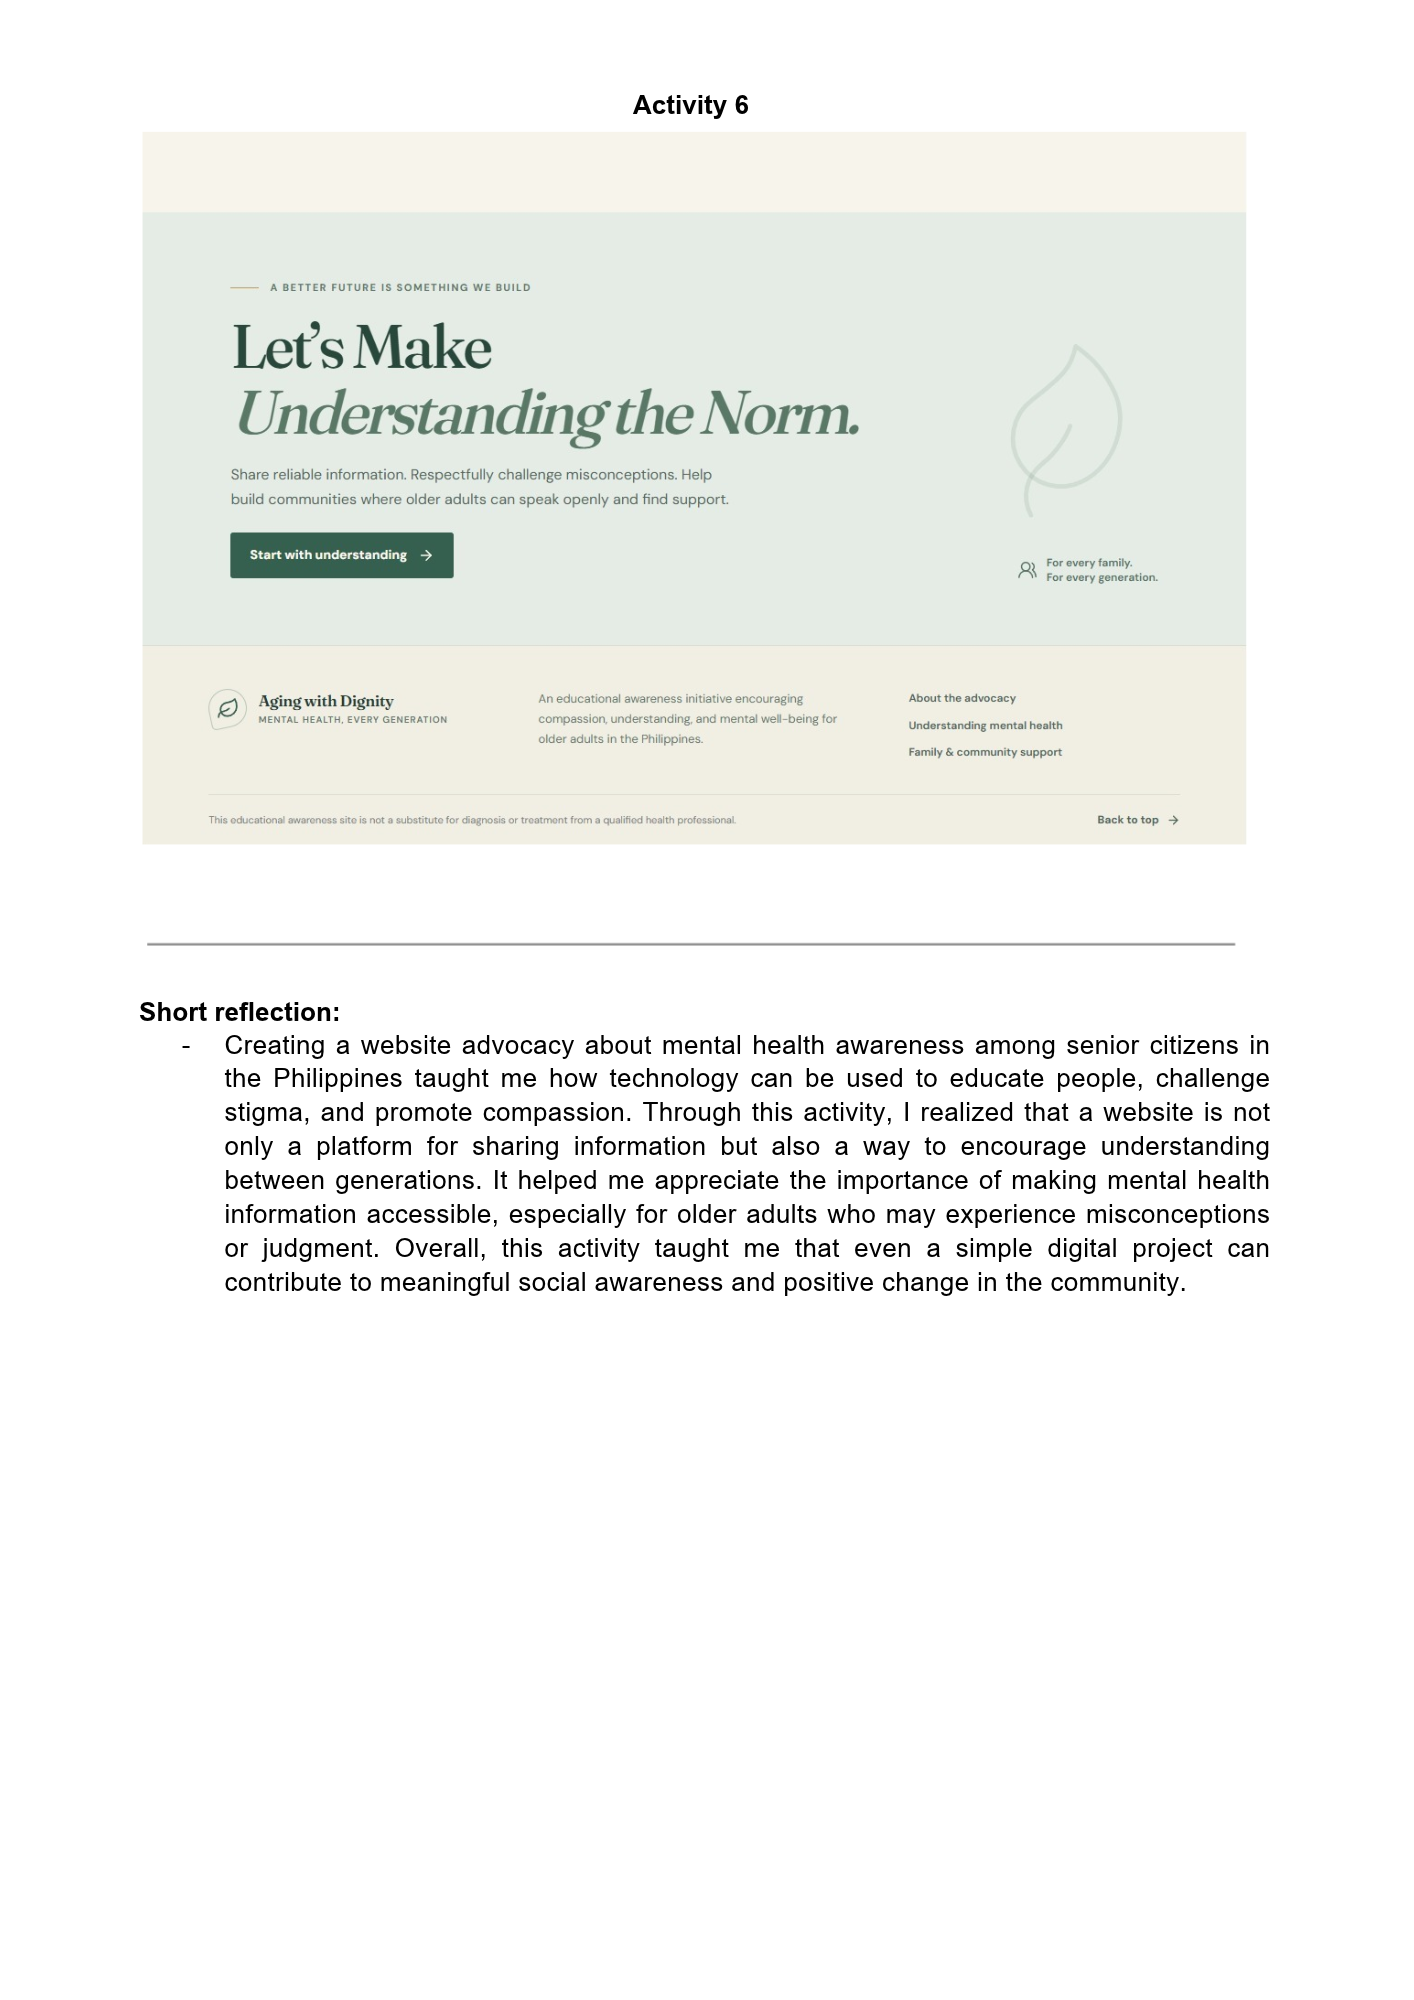 Activity 6
A BETTER FUTURE IS SOMETHING WE BUILD
Let’s Make
Understanding the Norm.
Share reliable information. Respectfully challenge misconceptions. Help
build communities where older adults can speak openly and find support.
Start with understanding →
For every family.
For every generation.
Aging with Dignity
MENTAL HEALTH, EVERY GENERATION
An educational awareness initiative encouraging
compassion, understanding, and mental well-being for
older adults in the Philippines.
About the advocacy
Understanding mental health
Family & community support
This educational awareness site is not a substitute for diagnosis or treatment from a qualified health professional.
Back to top →
Short reflection:
- Creating a website advocacy about mental health awareness among senior citizens in
the Philippines taught me how technology can be used to educate people, challenge
stigma, and promote compassion. Through this activity, I realized that a website is not
only a platform for sharing information but also a way to encourage understanding
between generations. It helped me appreciate the importance of making mental health
information accessible, especially for older adults who may experience misconceptions
or judgment. Overall, this activity taught me that even a simple digital project can
contribute to meaningful social awareness and positive change in the community.